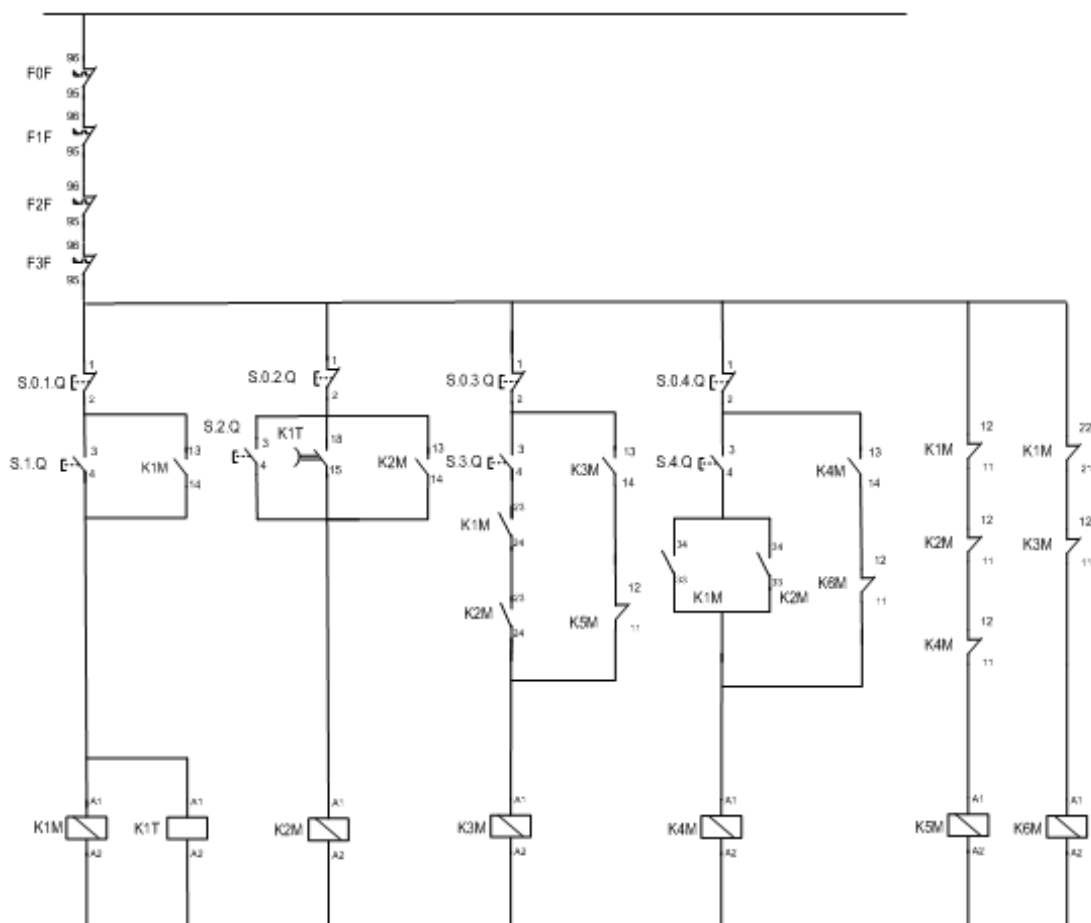 96
F0F
95
96
F1F
95
96
F2F
95
96
F3F
95
1
S.0.1.Q
2
3
S.1.Q
4
13
K1M
14
A1
K1M
A2
A1
K1T
A2
1
S.0.2.Q
2
S.2.Q
3
4
K1T
18
15
13
K2M
14
A1
K2M
A2
1
S.0.3.Q
2
3
S.3.Q
4
23
K1M
24
23
K2M
24
13
K3M
14
12
K5M
11
A1
K3M
A2
1
S.0.4.Q
2
3
S.4.Q
4
34
33
K1M
34
33
K2M
13
K4M
14
12
K6M
11
A1
K4M
A2
12
K1M
11
12
K2M
11
12
K4M
11
A1
K5M
A2
22
K1M
21
12
K3M
11
A1
K6M
A2